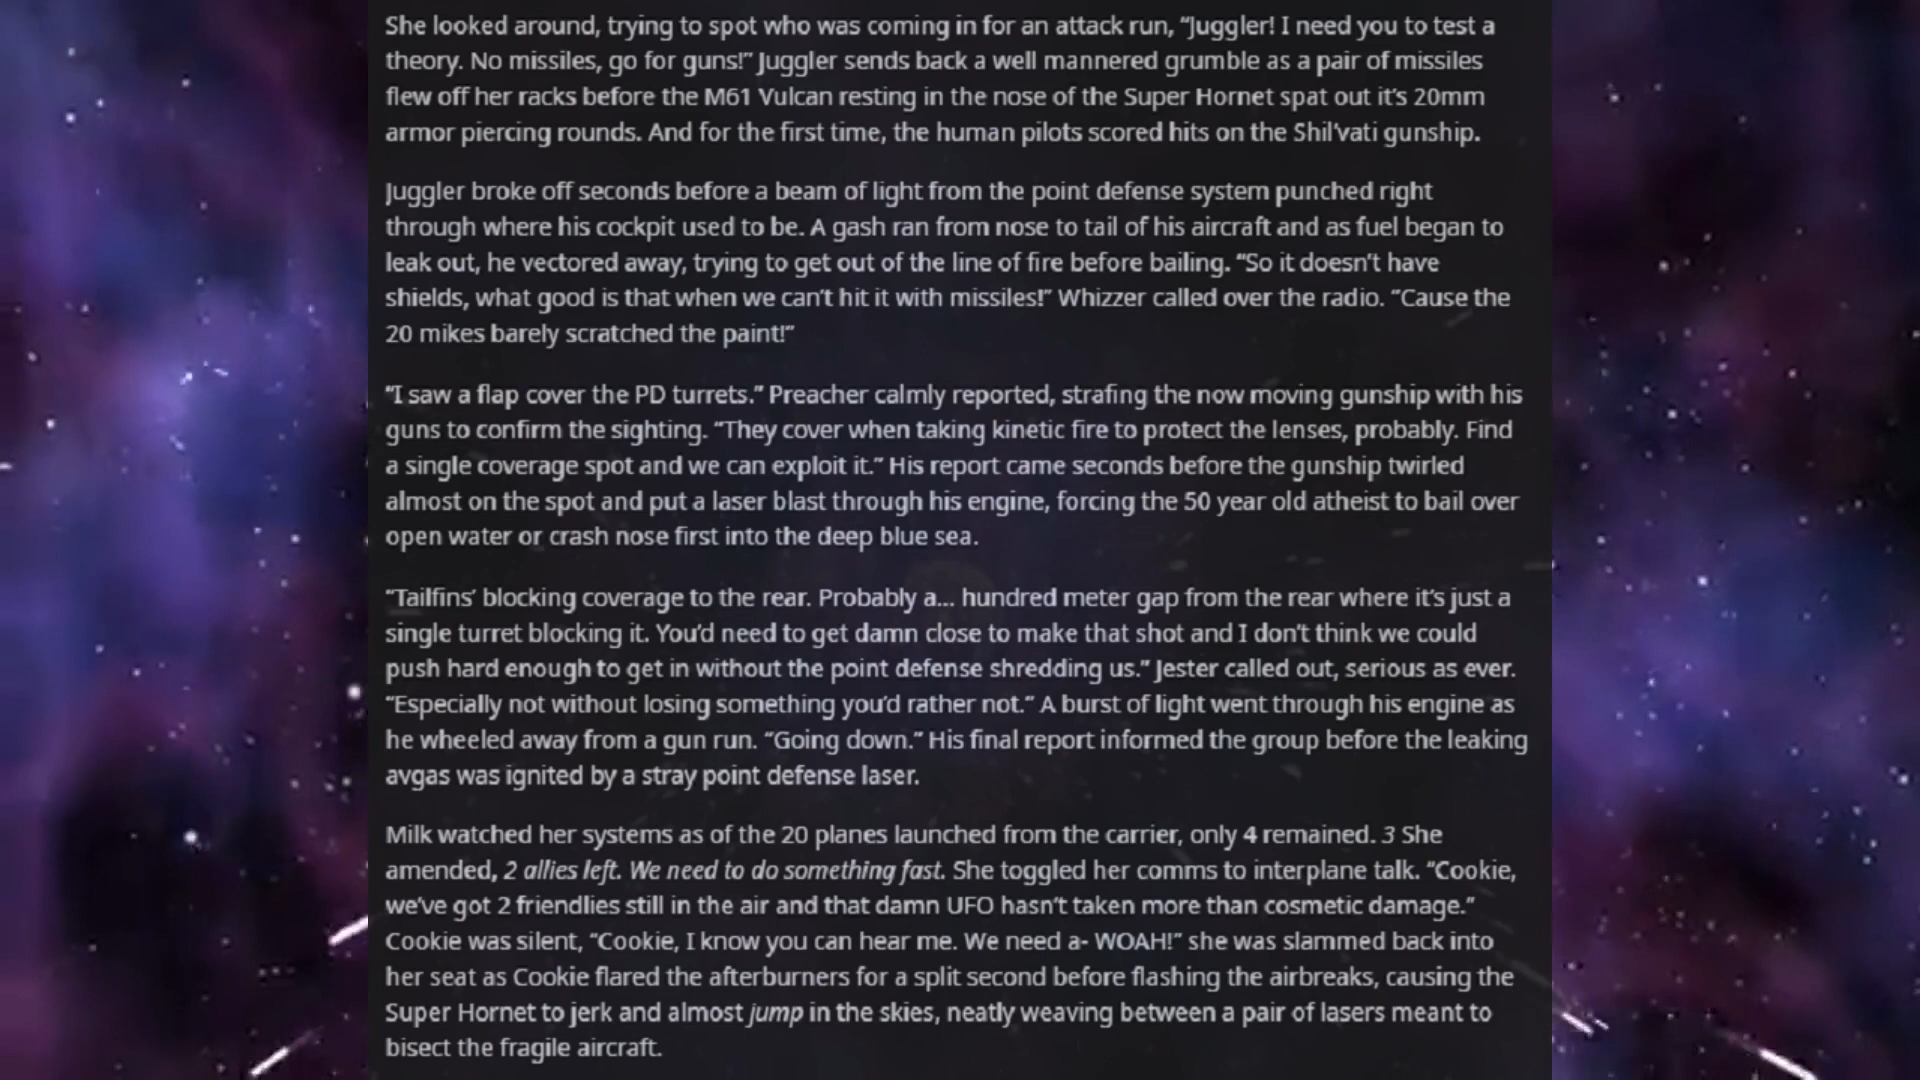 She looked around, trying to spot who was coming in for an attack run, “Juggler! I need you to test a
theory. No missiles, go for guns!” Juggler sends back a well mannered grumble as a pair of missiles
flew off her racks before the M61 Vulcan resting in the nose of the Super Hornet spat out it’s 20mm
armor piercing rounds. And for the first time, the human pilots scored hits on the Shil’vati gunship.
Juggler broke off seconds before a beam of light from the point defense system punched right
through where his cockpit used to be. A gash ran from nose to tail of his aircraft and as fuel began to
leak out, he vectored away, trying to get out of the line of fire before bailing. “So it doesn’t have
shields, what good is that when we can’t hit it with missiles!” Whizzer called over the radio. “Cause the
20 mikes barely scratched the paint!”
“I saw a flap cover the PD turrets.” Preacher calmly reported, strafing the now moving gunship with his
guns to confirm the sighting. “They cover when taking kinetic fire to protect the lenses, probably. Find
a single coverage spot and we can exploit it.” His report came seconds before the gunship twirled
almost on the spot and put a laser blast through his engine, forcing the 50 year old atheist to bail over
open water or crash nose first into the deep blue sea.
“Tailfins’ blocking coverage to the rear. Probably a... hundred meter gap from the rear where it’s just a
single turret blocking it. You’d need to get damn close to make that shot and I don’t think we could
push hard enough to get in without the point defense shredding us.” Jester called out, serious as ever.
“Especially not without losing something you’d rather not.” A burst of light went through his engine as
he wheeled away from a gun run. “Going down.” His final report informed the group before the leaking
avgas was ignited by a stray point defense laser.
Milk watched her systems as of the 20 planes launched from the carrier, only 4 remained. 3 She
amended, 2 allies left. We need to do something fast. She toggled her comms to interplane talk. “Cookie,
we’ve got 2 friendlies still in the air and that damn UFO hasn’t taken more than cosmetic damage.”
Cookie was silent, “Cookie, I know you can hear me. We need a- WOAH!” she was slammed back into
her seat as Cookie flared the afterburners for a split second before flashing the airbreaks, causing the
Super Hornet to jerk and almost jump in the skies, neatly weaving between a pair of lasers meant to
bisect the fragile aircraft.